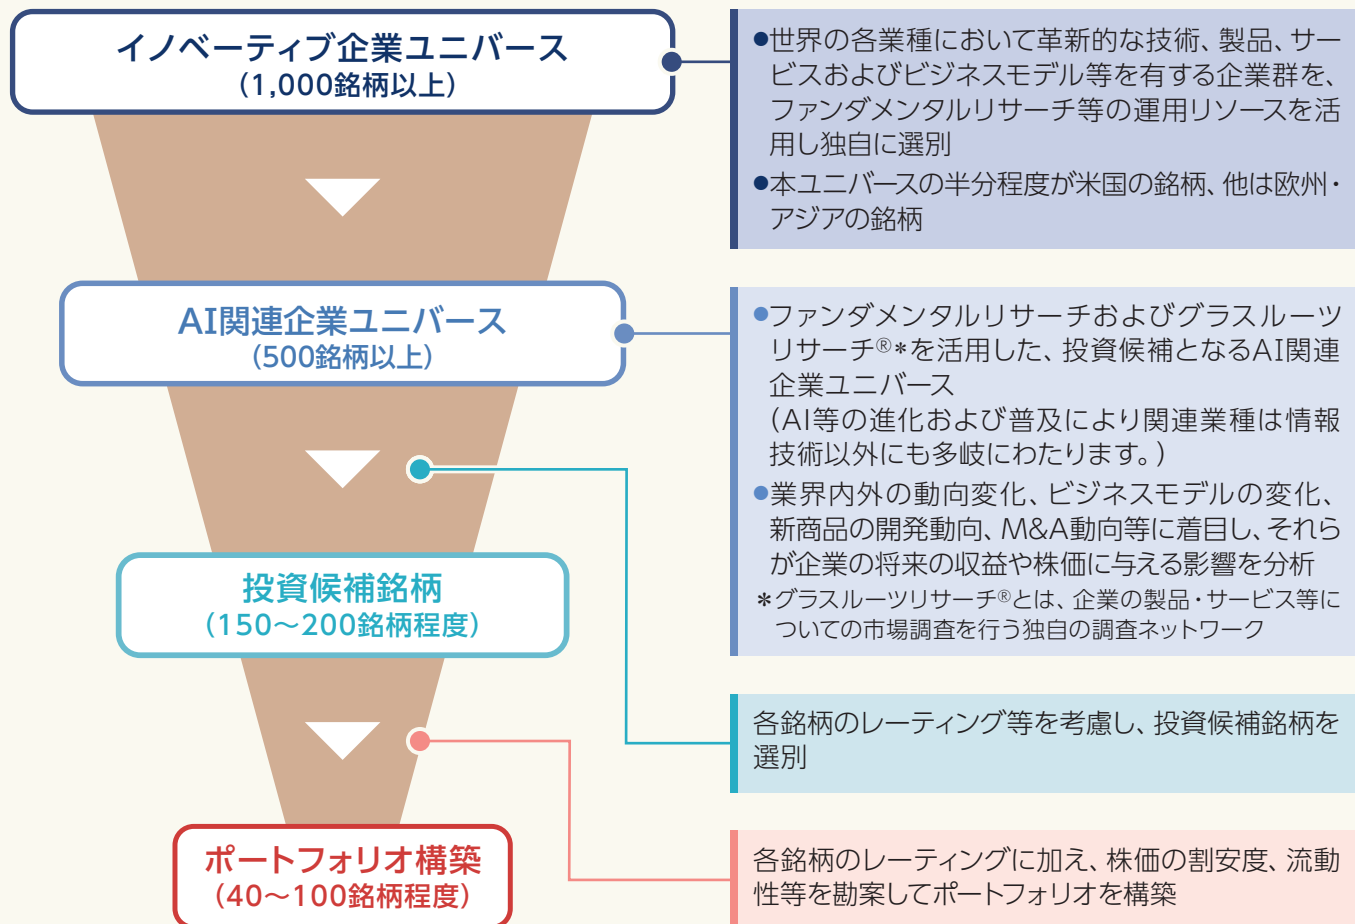 イノベーティブ企業ユニバース
(1,000銘柄以上)
●世界の各業種において革新的な技術、製品、サー
ビスおよびビジネスモデル等を有する企業群を、
ファンダメンタルリサーチ等の運用リソースを活
用し独自に選別
●本ユニバースの半分程度が米国の銘柄、他は欧州・
アジアの銘柄
AI関連企業ユニバース
(500銘柄以上)
●ファンダメンタルリサーチおよびグラスルーツ
リサーチ®*を活用した、投資候補となるAI関連
企業ユニバース
(AI等の進化および普及により関連業種は情報
技術以外にも多岐にわたります。)
●業界内外の動向変化、ビジネスモデルの変化、
新商品の開発動向、M&A動向等に着目し、それら
が企業の将来の収益や株価に与える影響を分析
*グラスルーツリサーチ®とは、企業の製品・サービス等に
ついての市場調査を行う独自の調査ネットワーク
投資候補銘柄
(150～200銘柄程度)
各銘柄のレーティング等を考慮し、投資候補銘柄を
選別
ポートフォリオ構築
(40～100銘柄程度)
各銘柄のレーティングに加え、株価の割安度、流動
性等を勘案してポートフォリオを構築